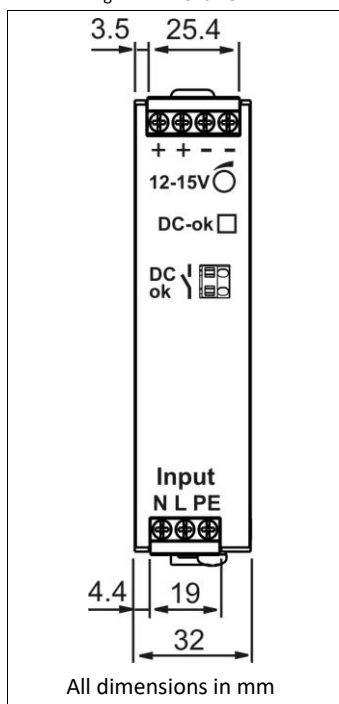 3.5 25.4
+ + - -
12-15V
DC-ok
DC
ok
Input
N L PE
4.4 19
32
All dimensions in mm